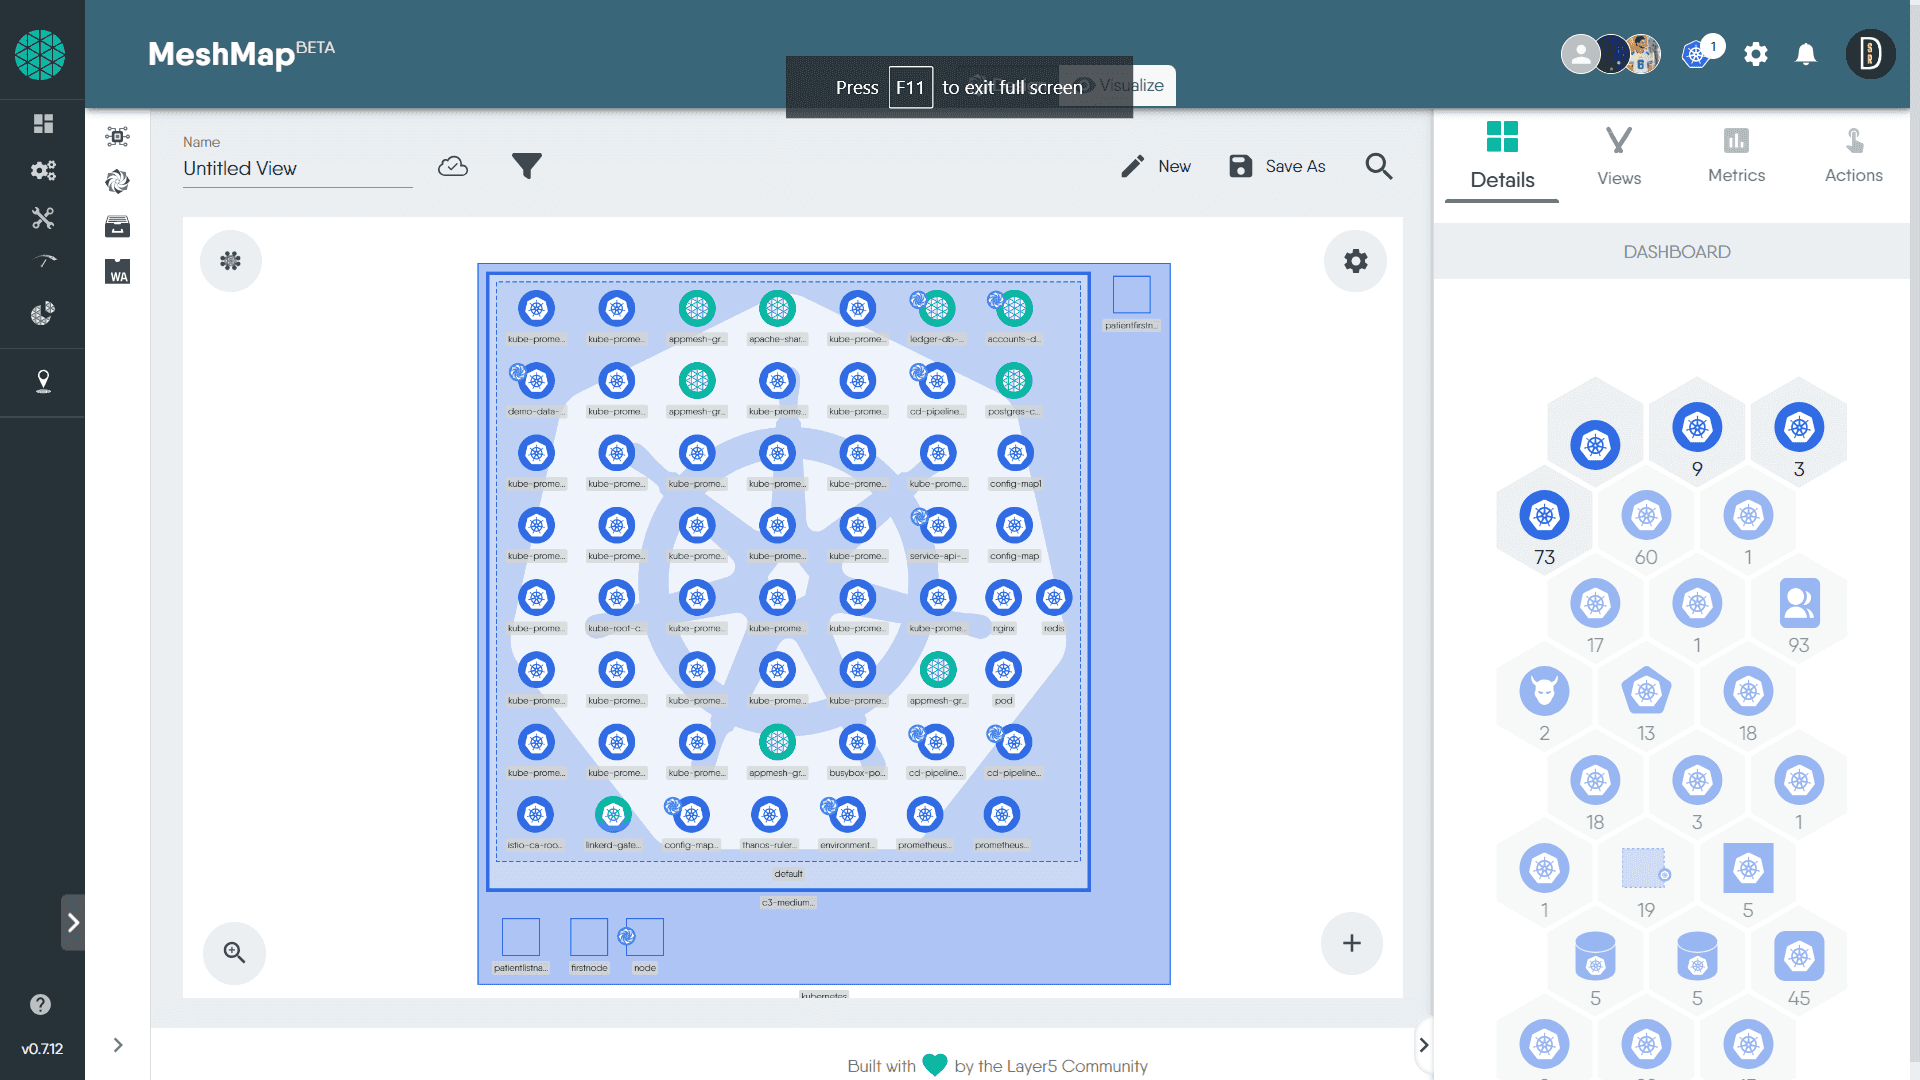 MeshMap BETA
Press F11 to exit full screen
Visualize
1
Name
Untitled View
New
Save As
Details
Views
Metrics
Actions
DASHBOARD
WA
kube-prome... kube-prome... appmesh-gr... apache-shar... kube-prome... ledger-db-... accounts-d...
patientfirstn...
demo-data-... kube-prome... appmesh-gr... kube-prome... kube-prome... cd-pipeline... postgres-c...
kube-prome... kube-prome... kube-prome... kube-prome... kube-prome... kube-prome... config-map1
kube-prome... kube-prome... kube-prome... kube-prome... kube-prome... service-api-... config-map
kube-prome... kube-root-c... kube-prome... kube-prome... kube-prome... kube-prome... nginx redis
kube-prome... kube-prome... kube-prome... kube-prome... kube-prome... appmesh-gr... pod
kube-prome... kube-prome... kube-prome... appmesh-gr... busybox-po... cd-pipeline... cd-pipeline...
istio-ca-roo... linkerd-gate... config-map... thanos-ruler... environment... prometheus... prometheus...
default
c3-medium...
patientlistna... firstnode node
kubernetes
9 3
73 60 1
17 1 93
2 13 18
18 3 1
1 19 5
5 5 45
v0.7.12
Built with by the Layer5 Community